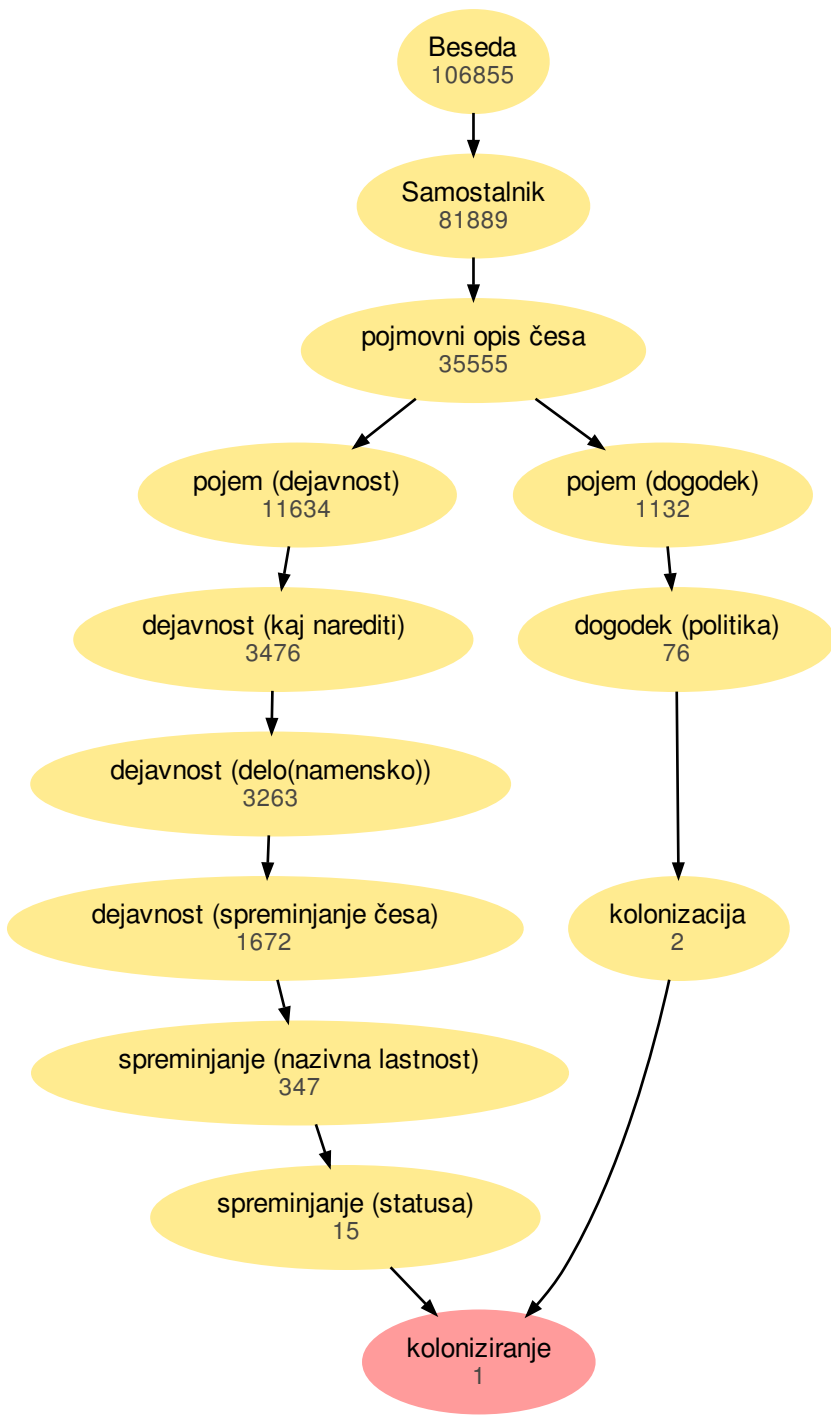 Beseda
106855
Samostalnik
81889
pojmovni opis česa
35555
pojem (dejavnost)
11634
pojem (dogodek)
1132
dejavnost (kaj narediti)
3476
dogodek (politika)
76
dejavnost (delo(namensko))
3263
dejavnost (spreminjanje česa)
1672
kolonizacija
2
spreminjanje (nazivna lastnost)
347
spreminjanje (statusa)
15
koloniziranje
1